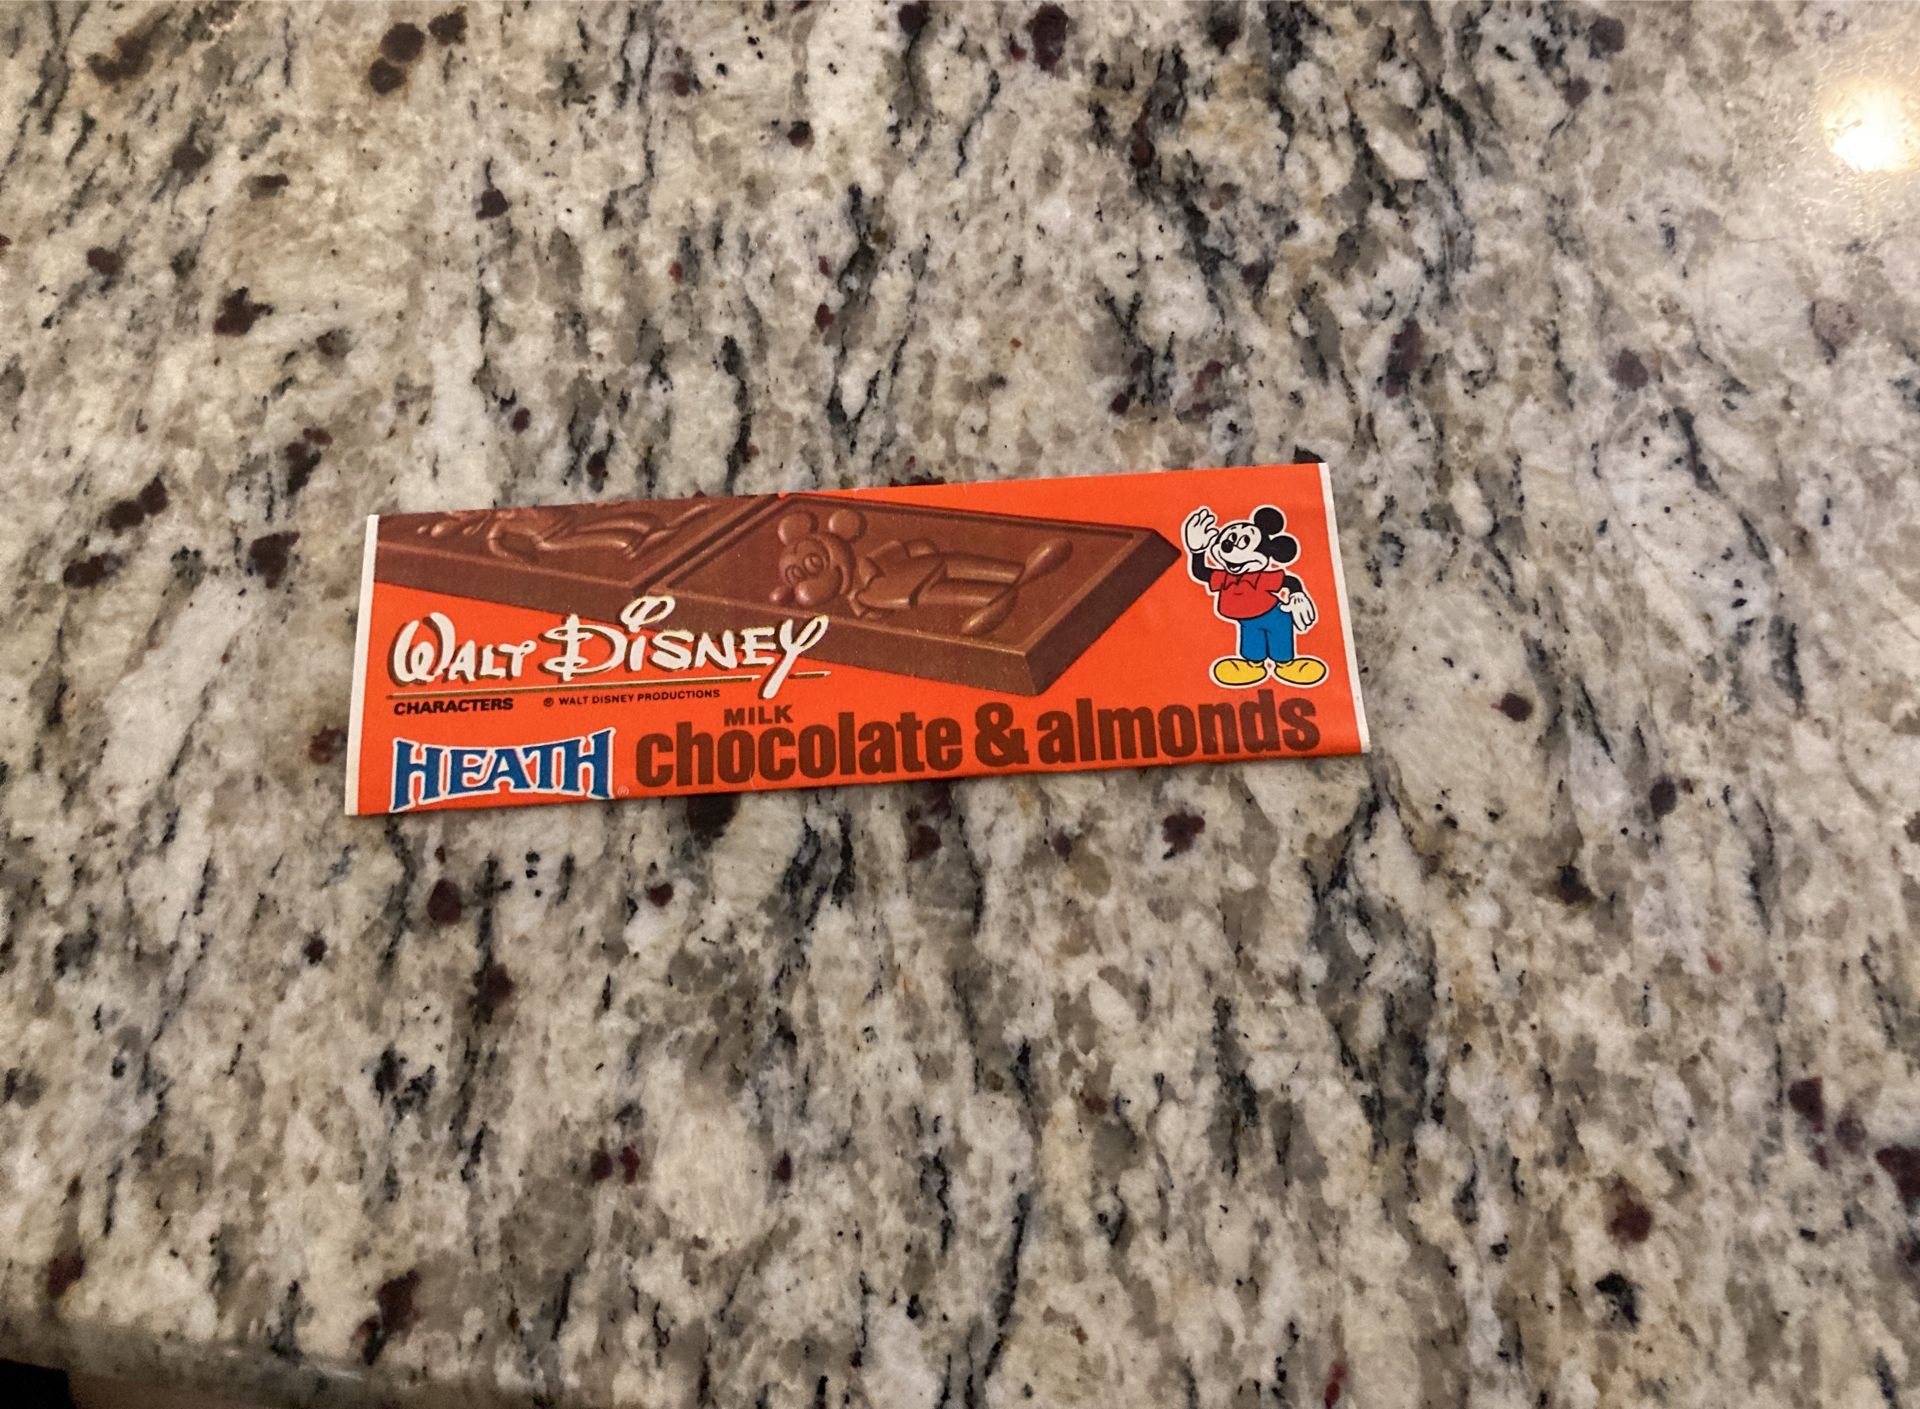 WALT DISNEY
CHARACTERS ® WALT DISNEY PRODUCTIONS
MILK
HEATH® chocolate & almonds